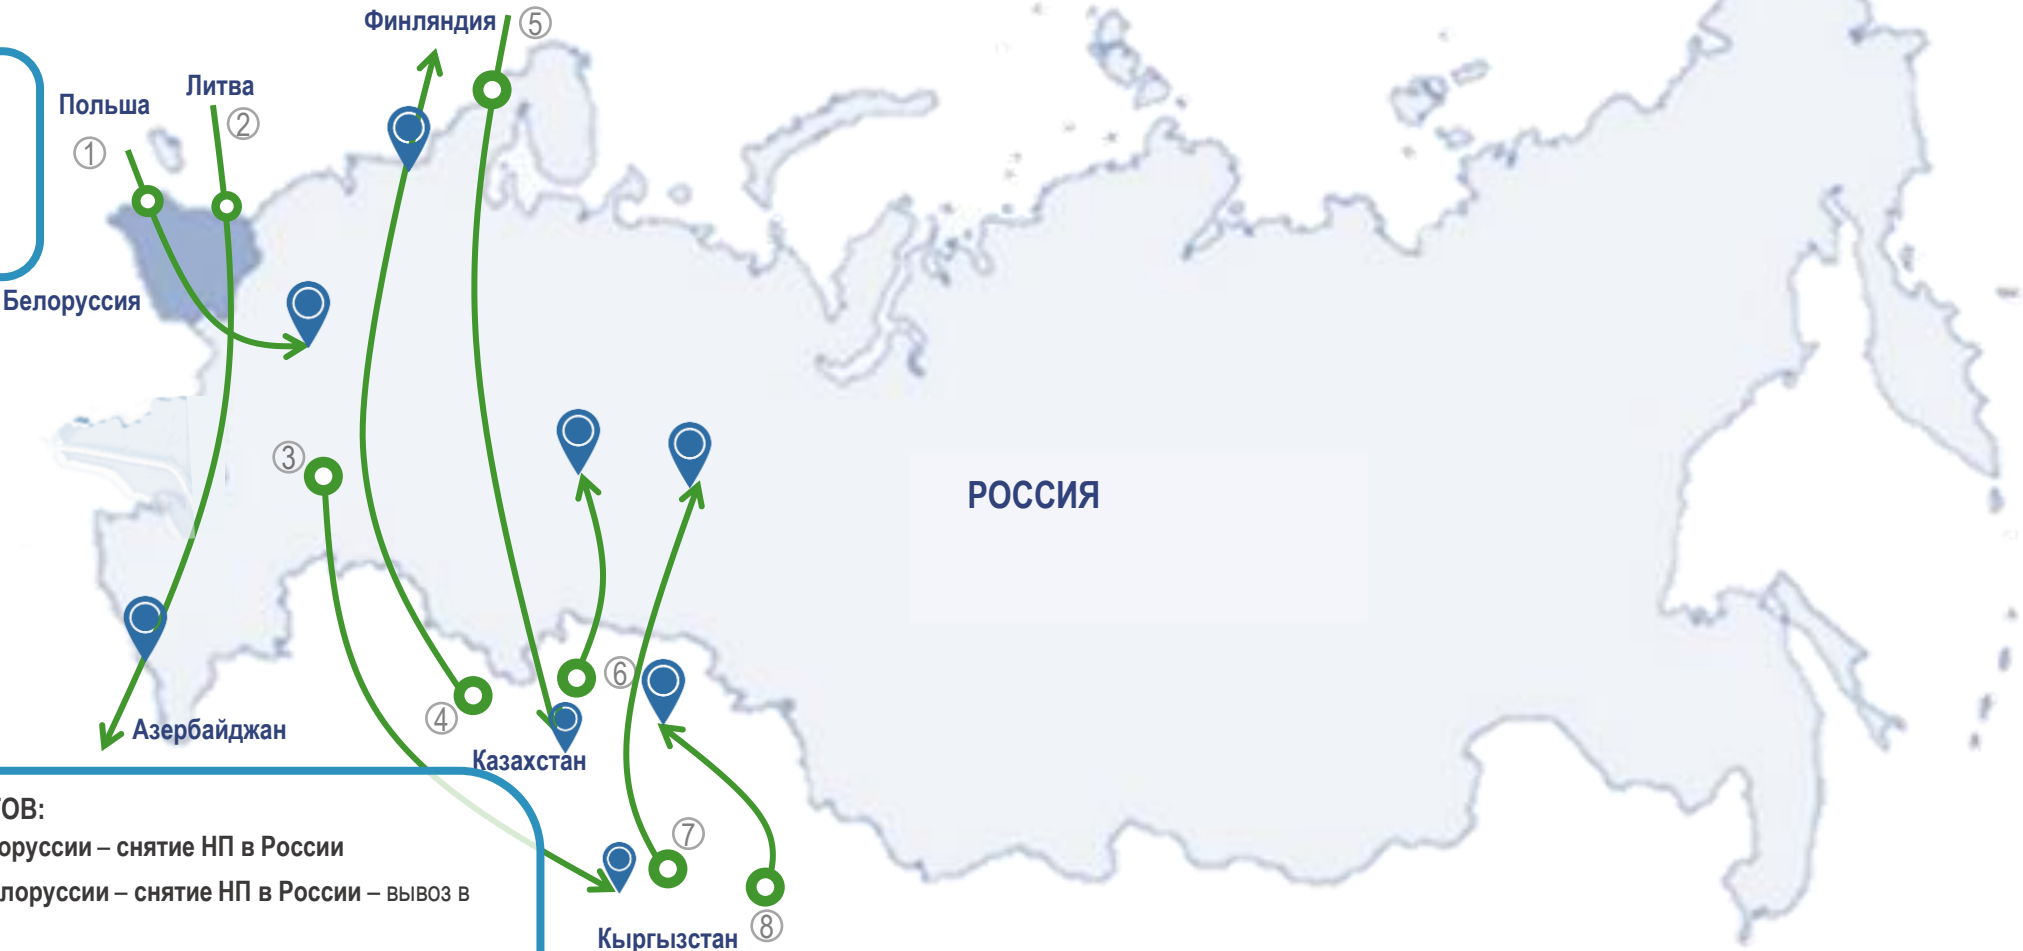 Финляндия
⑤
Литва
Польша
②
①
Белоруссия
③
РОССИЯ
⑥
④
Азербайджан
Казахстан
ТОВ:
⑦
оруссии – снятие НП в России
лоруссии – снятие НП в России – вывоз в
⑧
Кыргызстан